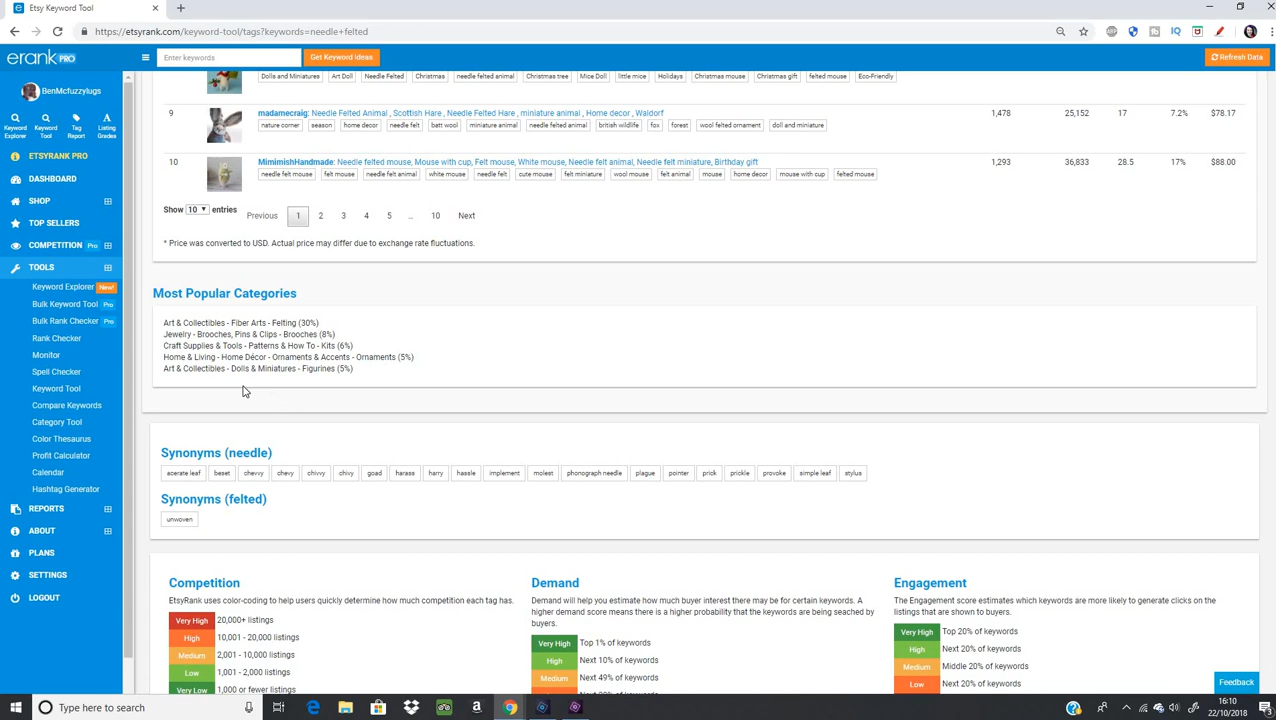 Etsy Keyword Tool
https://etsyrank.com/keyword-tool/tags?keywords=needle+felted
erank PRO
Enter keywords
Get Keyword Ideas
Refresh Data
BenMcfuzzylugs
Keyword Explorer
Keyword Tool
Tag Report
Listing Grades
ETSYRANK PRO
DASHBOARD
SHOP
TOP SELLERS
COMPETITION Pro
TOOLS
Keyword Explorer New!
Bulk Keyword Tool Pro
Bulk Rank Checker Pro
Rank Checker
Monitor
Spell Checker
Keyword Tool
Compare Keywords
Category Tool
Color Thesaurus
Profit Calculator
Calendar
Hashtag Generator
REPORTS
ABOUT
PLANS
SETTINGS
LOGOUT
Dolls and Miniatures Art Doll Needle Felted Christmas needle felted animal Christmas tree Mice Doll little mice Holidays Christmas mouse Christmas gift felted mouse Eco-Friendly
9 madamecraig: Needle Felted Animal , Scottish Hare , Needle Felted Hare , miniature animal , Home decor , Waldorf 1,478 25,152 17 7.2% $78.17
nature corner season home decor needle felt batt wool miniature animal needle felted animal british wildlife fox forest wool felted ornament doll and miniature
10 MimimishHandmade: Needle felted mouse, Mouse with cup, Felt mouse, White mouse, Needle felt animal, Needle felt miniature, Birthday gift 1,293 36,833 28.5 17% $88.00
needle felt mouse felt mouse needle felt animal white mouse needle felt cute mouse felt miniature wool mouse felt animal mouse home decor mouse with cup felted mouse
Show 10 entries Previous 1 2 3 4 5 ... 10 Next
* Price was converted to USD. Actual price may differ due to exchange rate fluctuations.
Most Popular Categories
Art & Collectibles - Fiber Arts - Felting (30%)
Jewelry - Brooches, Pins & Clips - Brooches (8%)
Craft Supplies & Tools - Patterns & How To - Kits (6%)
Home & Living - Home Décor - Ornaments & Accents - Ornaments (5%)
Art & Collectibles - Dolls & Miniatures - Figurines (5%)
Synonyms (needle)
acerate leaf beset chevvy chevy chivvy chivy goad harass harry hassle implement molest phonograph needle plague pointer prick prickle provoke simple leaf stylus
Synonyms (felted)
unwoven
Competition
EtsyRank uses color-coding to help users quickly determine how much competition each tag has.
Very High 20,000+ listings
High 10,001 - 20,000 listings
Medium 2,001 - 10,000 listings
Low 1,001 - 2,000 listings
Very Low 1,000 or fewer listings
Demand
Demand will help you estimate how much buyer interest there may be for certain keywords. A
higher demand score means there is a higher probability that the keywords are being seached by
buyers.
Very High Top 1% of keywords
High Next 10% of keywords
Medium Next 49% of keywords
Engagement
The Engagement score estimates which keywords are more likely to generate clicks on the
listings that are shown to buyers.
Very High Top 20% of keywords
High Next 20% of keywords
Medium Middle 20% of keywords
Low Next 20% of keywords
Feedback
Type here to search
16:10
22/10/2018